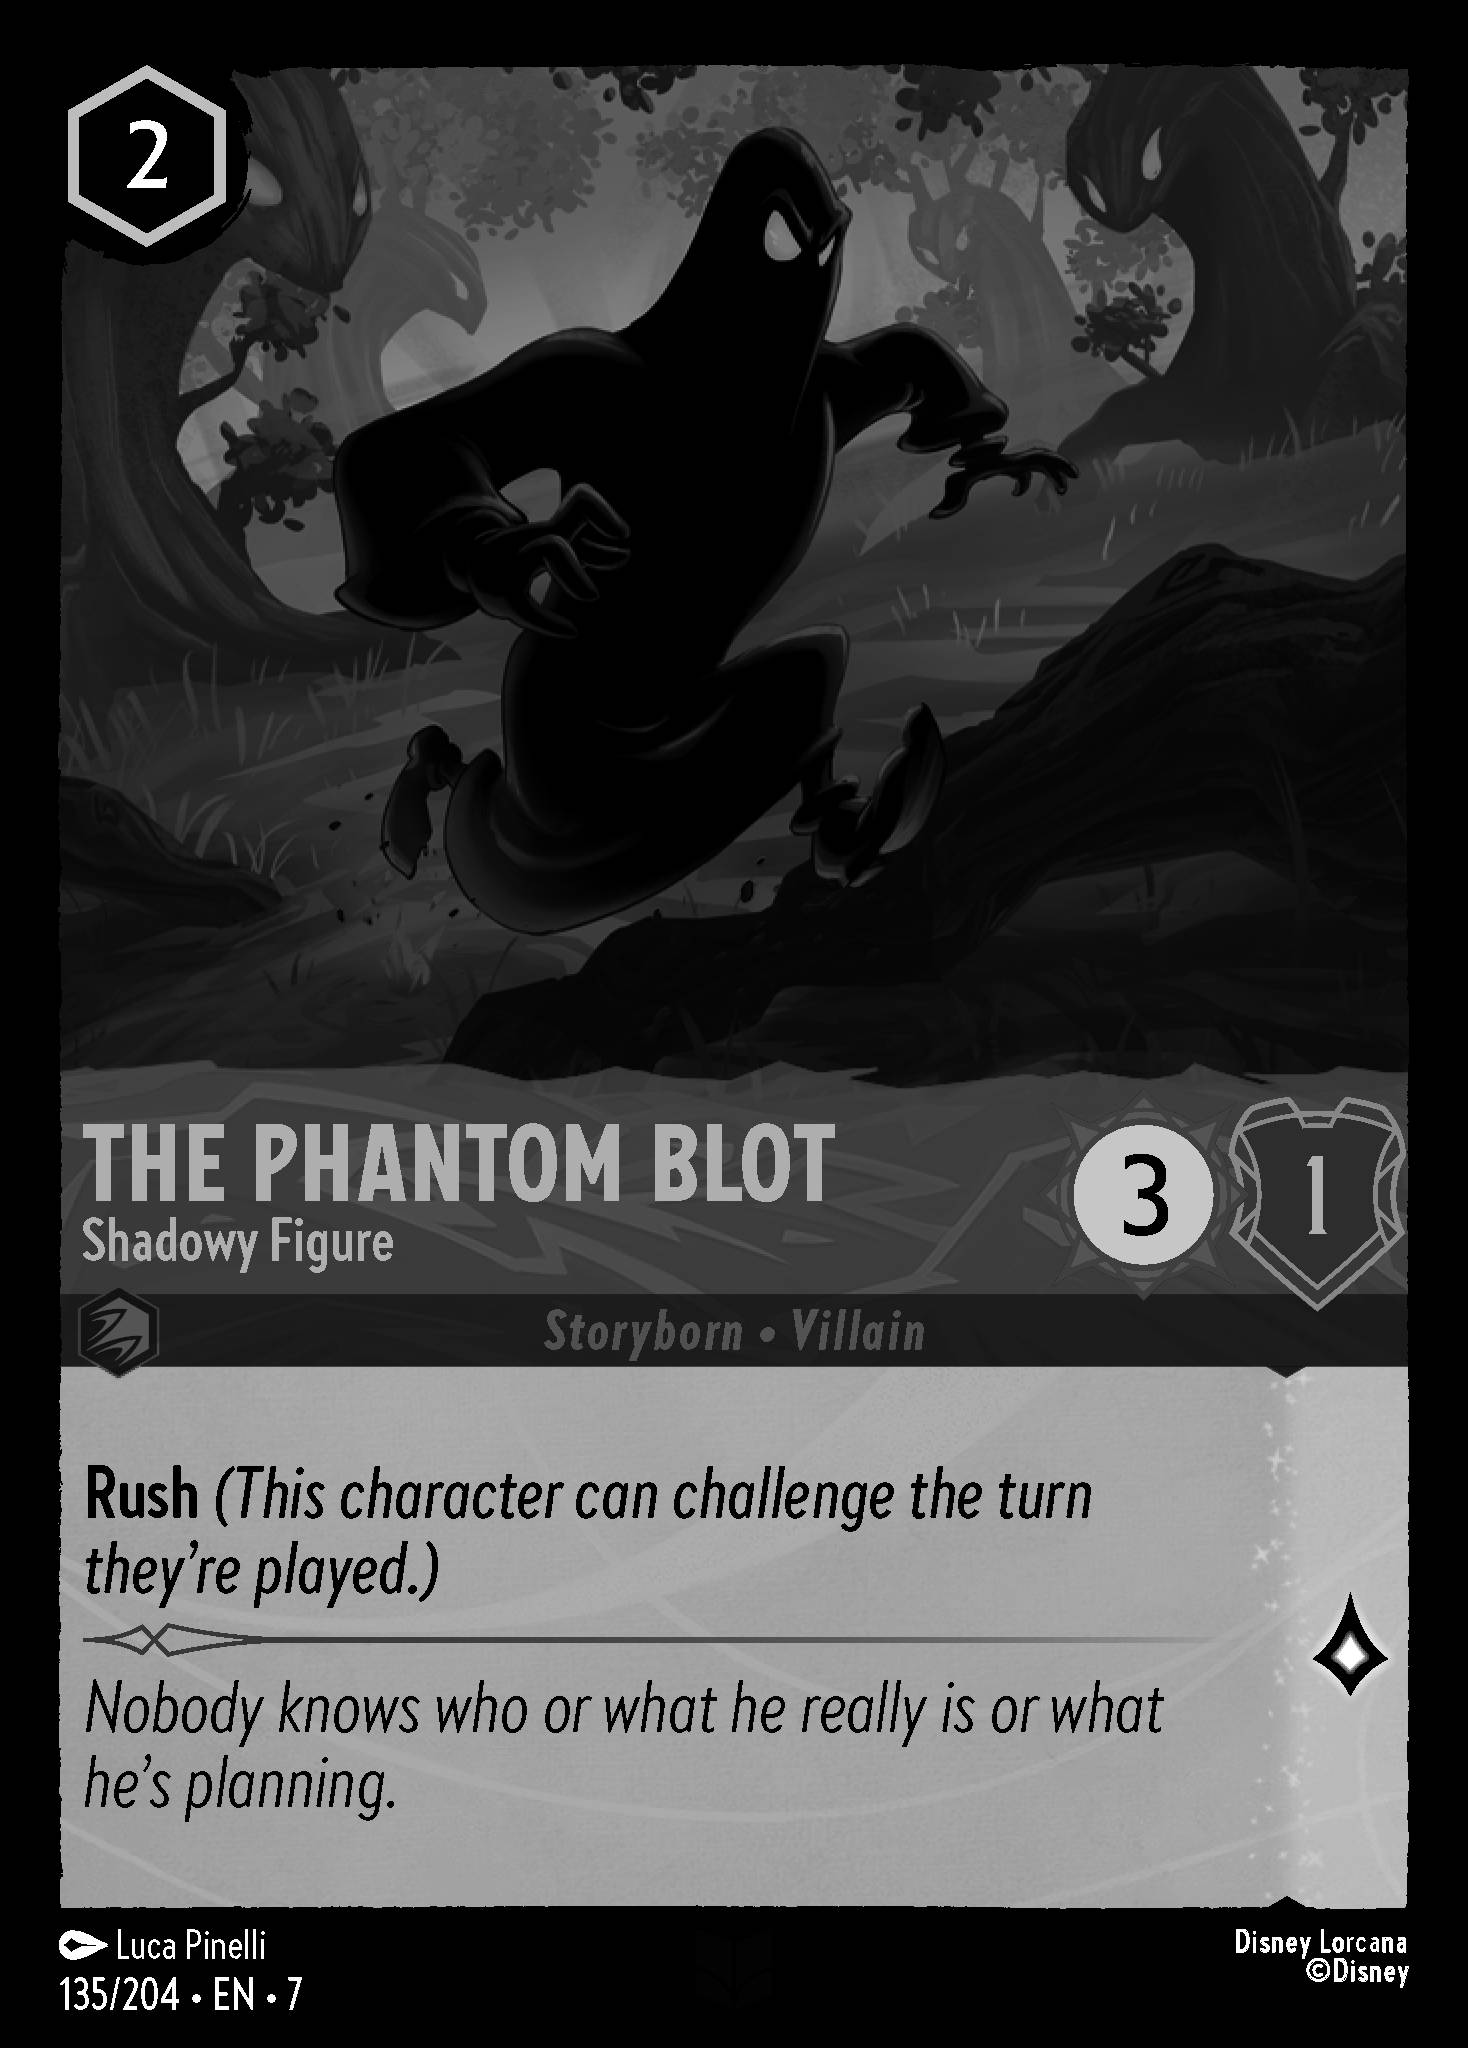 2
THE PHANTOM BLOT
Shadowy Figure
3
1
Storyborn • Villain
Rush (This character can challenge the turn
they're played.)
Nobody knows who or what he really is or what
he's planning.
Luca Pinelli
135/204 • EN • 7
Disney Lorcana
©Disney